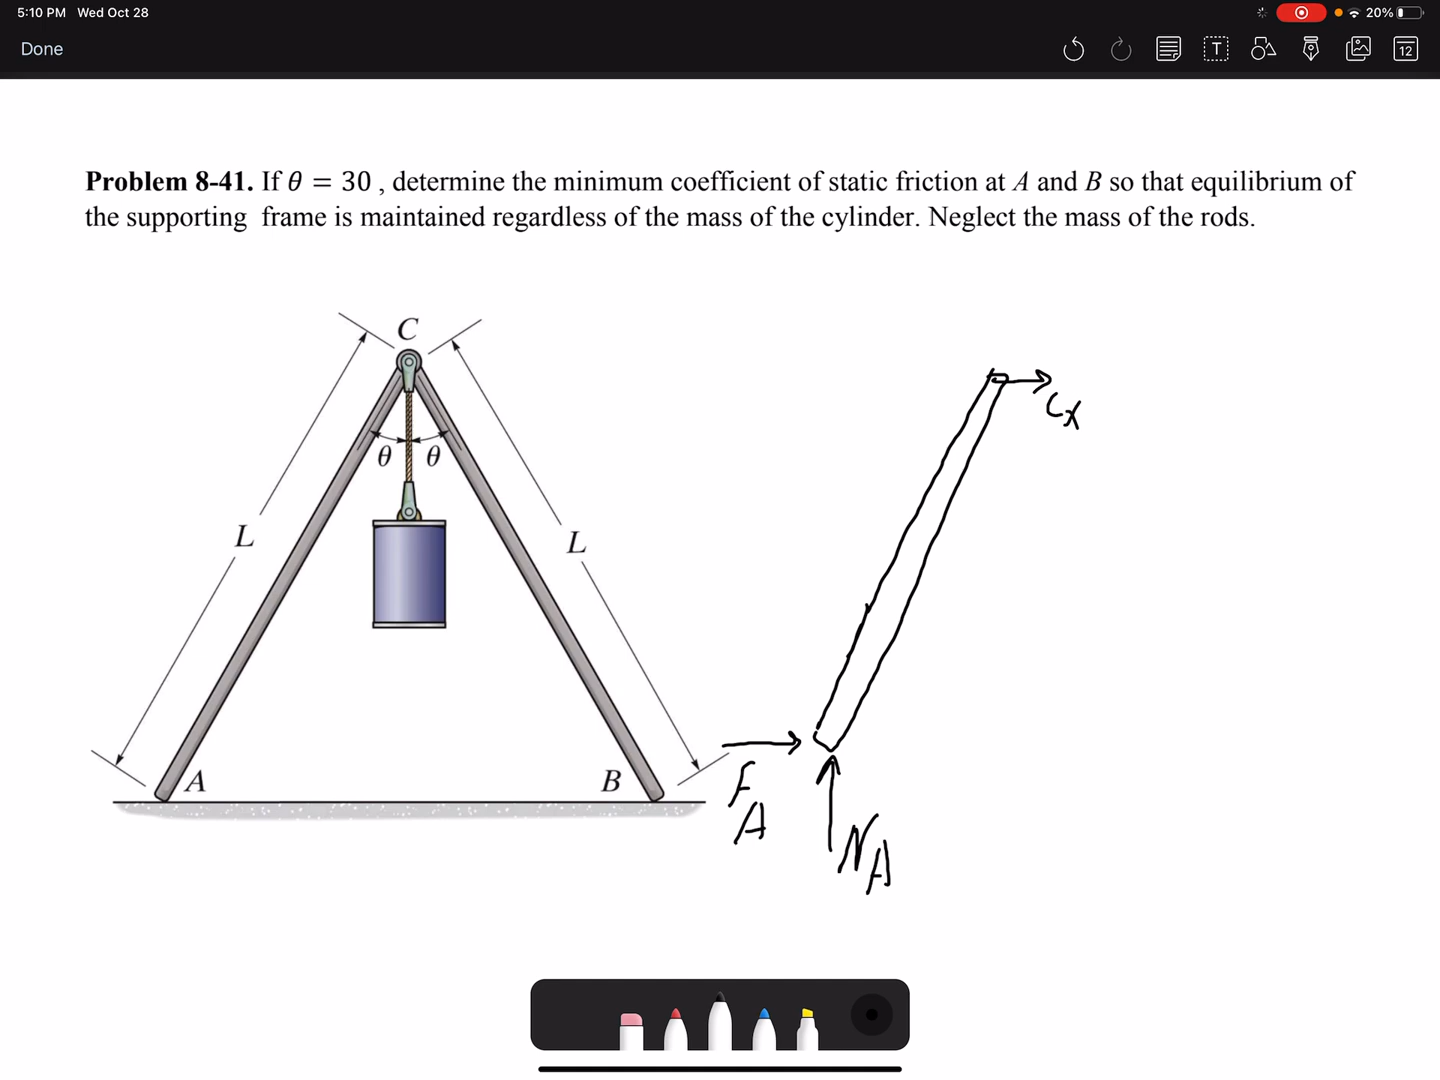 5:10 PM Wed Oct 28
20%
Done
T
12
Problem 8-41. If θ = 30 , determine the minimum coefficient of static friction at A and B so that equilibrium of
the supporting frame is maintained regardless of the mass of the cylinder. Neglect the mass of the rods.
C
θ θ
L
L
A
B
Cx
F
A
NA